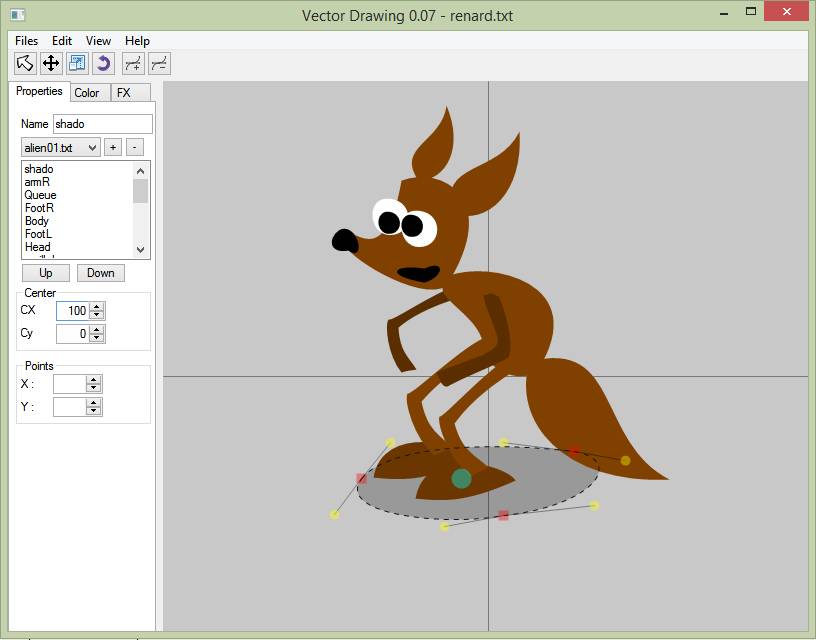 Vector Drawing 0.07 - renard.txt
Files Edit View Help
Properties Color FX
Name shado
alien01.txt + -
shado
armR
Queue
FootR
Body
FootL
Head
Up Down
Center
CX 100
Cy 0
Points
X :
Y :